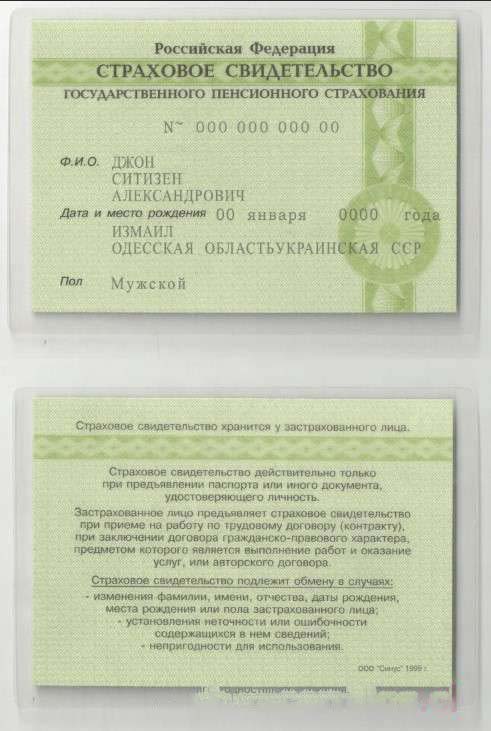 Российская Федерация
СТРАХОВОЕ СВИДЕТЕЛЬСТВО
ГОСУДАРСТВЕННОГО ПЕНСИОННОГО СТРАХОВАНИЯ
N~ 000 000 000 00
Ф.И.О. ДЖОН
СИТИЗЕН
АЛЕКСАНДРОВИЧ
Дата и место рождения 00 января 0000 года
ИЗМАИЛ
ОДЕССКАЯ ОБЛАСТЬУКРАИНСКАЯ ССР
Пол Мужской
Страховое свидетельство хранится у застрахованного лица.
Страховое свидетельство действительно только
при предъявлении паспорта или иного документа,
удостоверяющего личность.
Застрахованное лицо предъявляет страховое свидетельство
при приеме на работу по трудовому договору (контракту),
при заключении договора гражданско-правового характера,
предметом которого является выполнение работ и оказание
услуг, или авторского договора.
Страховое свидетельство подлежит обмену в случаях:
- изменения фамилии, имени, отчества, даты рождения,
места рождения или пола застрахованного лица;
- установления неточности или ошибочности
содержащихся в нем сведений;
- непригодности для использования.
ООО "Синус" 1999 г.